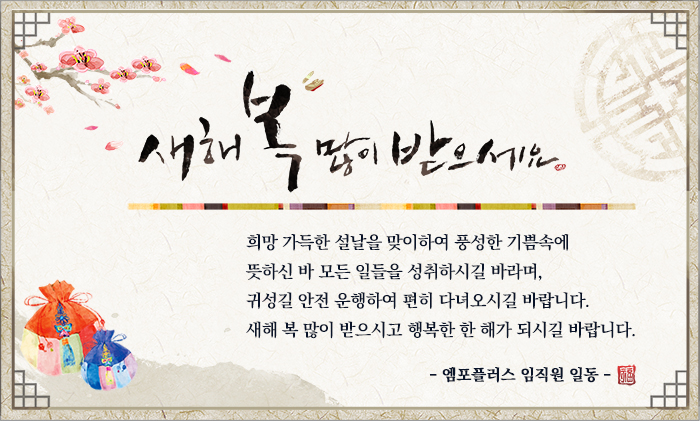 새해 복 많이 받으세요
희망 가득한 설날을 맞이하여 풍성한 기쁨속에
뜻하신 바 모든 일들을 성취하시길 바라며,
귀성길 안전 운행하여 편히 다녀오시길 바랍니다.
새해 복 많이 받으시고 행복한 한 해가 되시길 바랍니다.
- 엠포플러스 임직원 일동 -